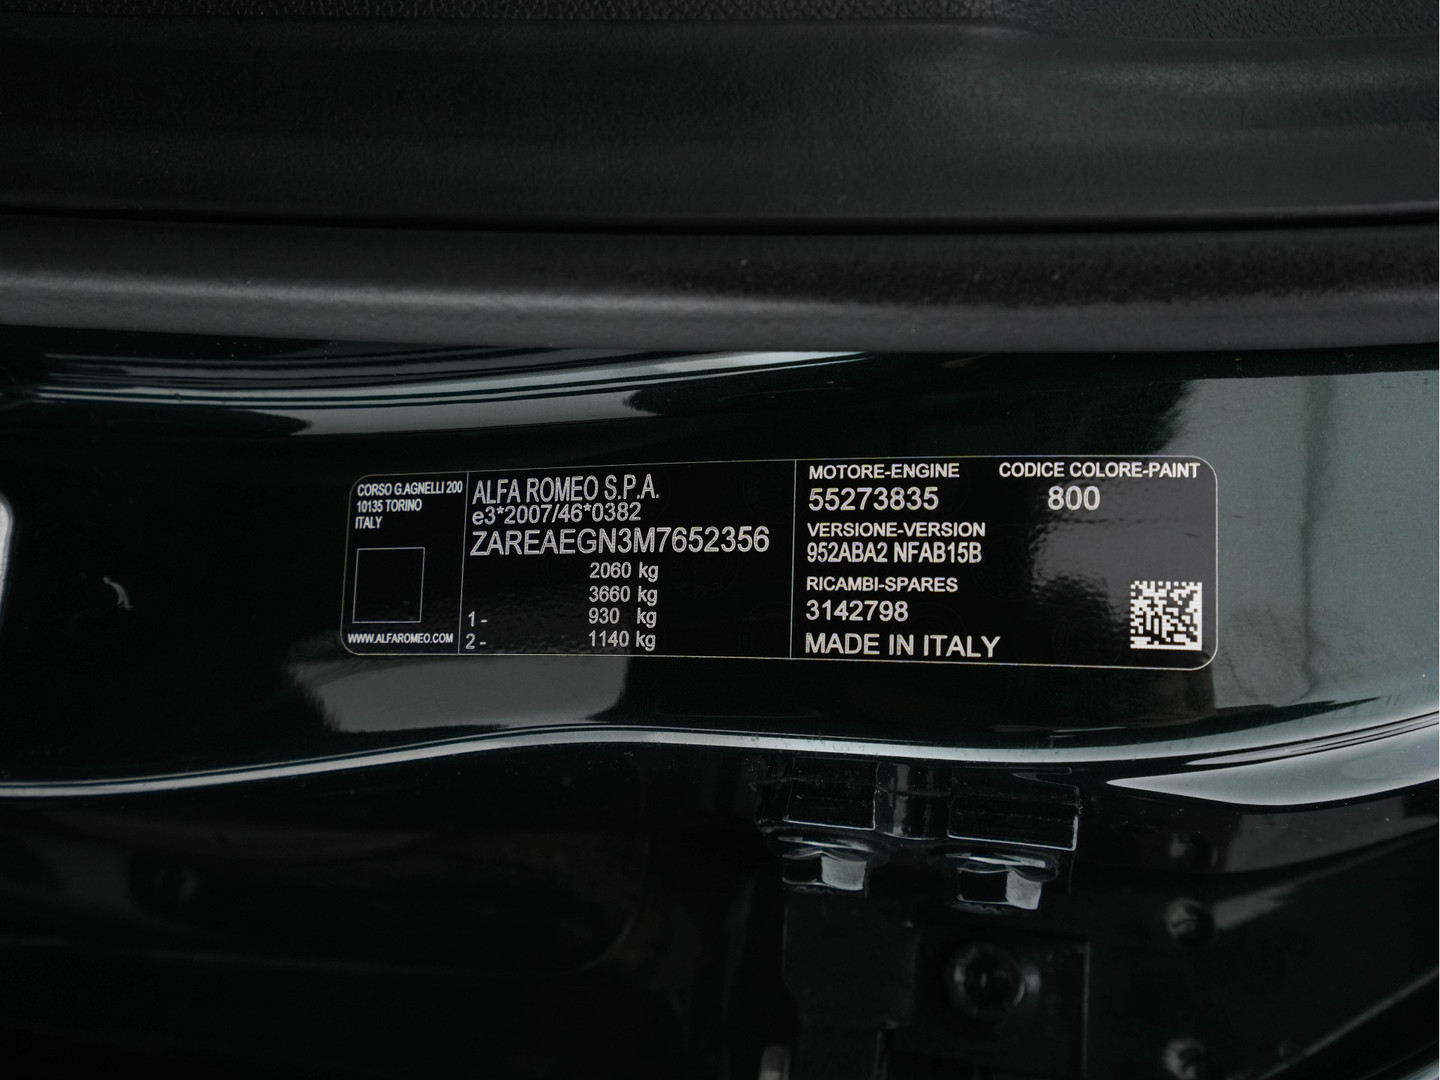 CORSO G.AGNELLI 200
10135 TORINO
ITALY
WWW.ALFAROMEO.COM
ALFA ROMEO S.P.A.
e3*2007/46*0382
ZAREAEGN3M7652356
2060 kg
3660 kg
1 - 930 kg
2 - 1140 kg
MOTORE-ENGINE CODICE COLORE-PAINT
55273835 800
VERSIONE-VERSION
952ABA2 NFAB15B
RICAMBI-SPARES
3142798
MADE IN ITALY